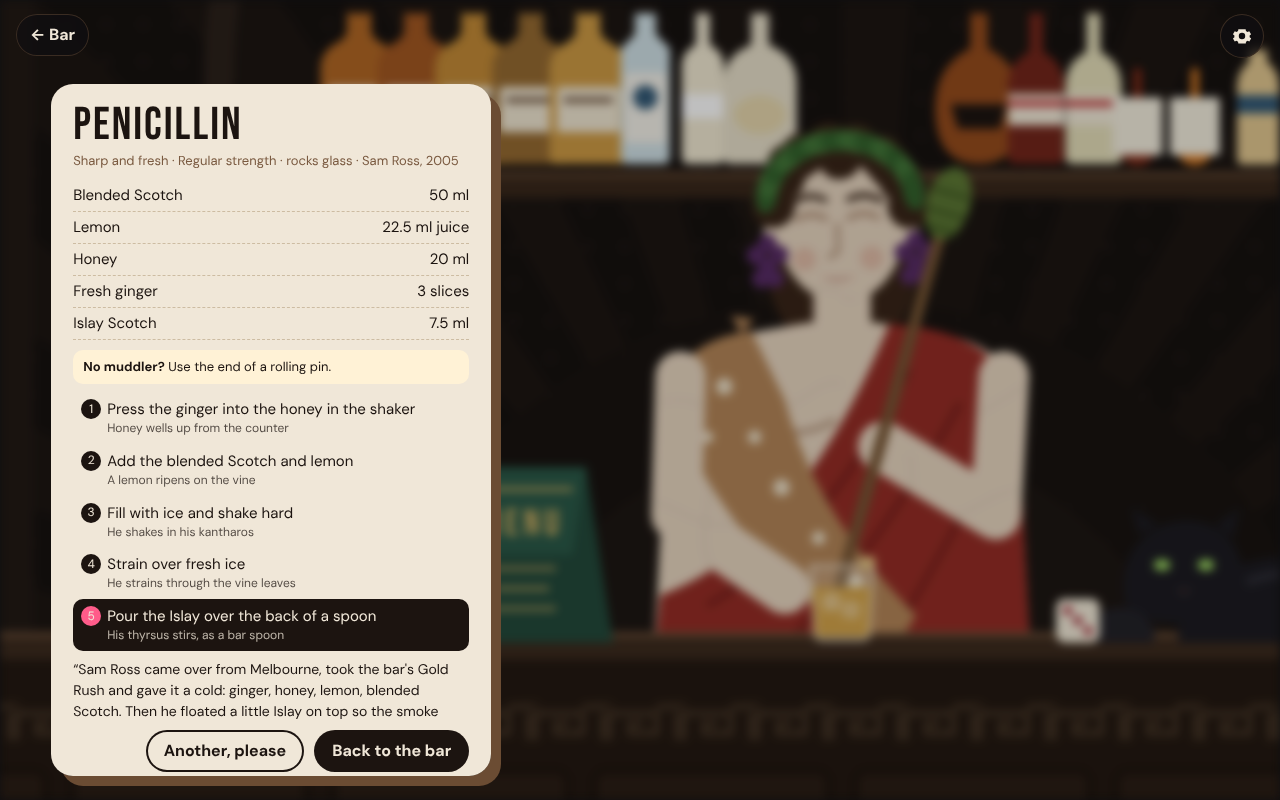 ← Bar
PENICILLIN
Sharp and fresh · Regular strength · rocks glass · Sam Ross, 2005
Blended Scotch 50 ml
Lemon 22.5 ml juice
Honey 20 ml
Fresh ginger 3 slices
Islay Scotch 7.5 ml
No muddler? Use the end of a rolling pin.
1 Press the ginger into the honey in the shaker
Honey wells up from the counter
2 Add the blended Scotch and lemon
A lemon ripens on the vine
3 Fill with ice and shake hard
He shakes in his kantharos
4 Strain over fresh ice
He strains through the vine leaves
5 Pour the Islay over the back of a spoon
His thyrsus stirs, as a bar spoon
“Sam Ross came over from Melbourne, took the bar's Gold
Rush and gave it a cold: ginger, honey, lemon, blended
Scotch. Then he floated a little Islay on top so the smoke
Another, please
Back to the bar